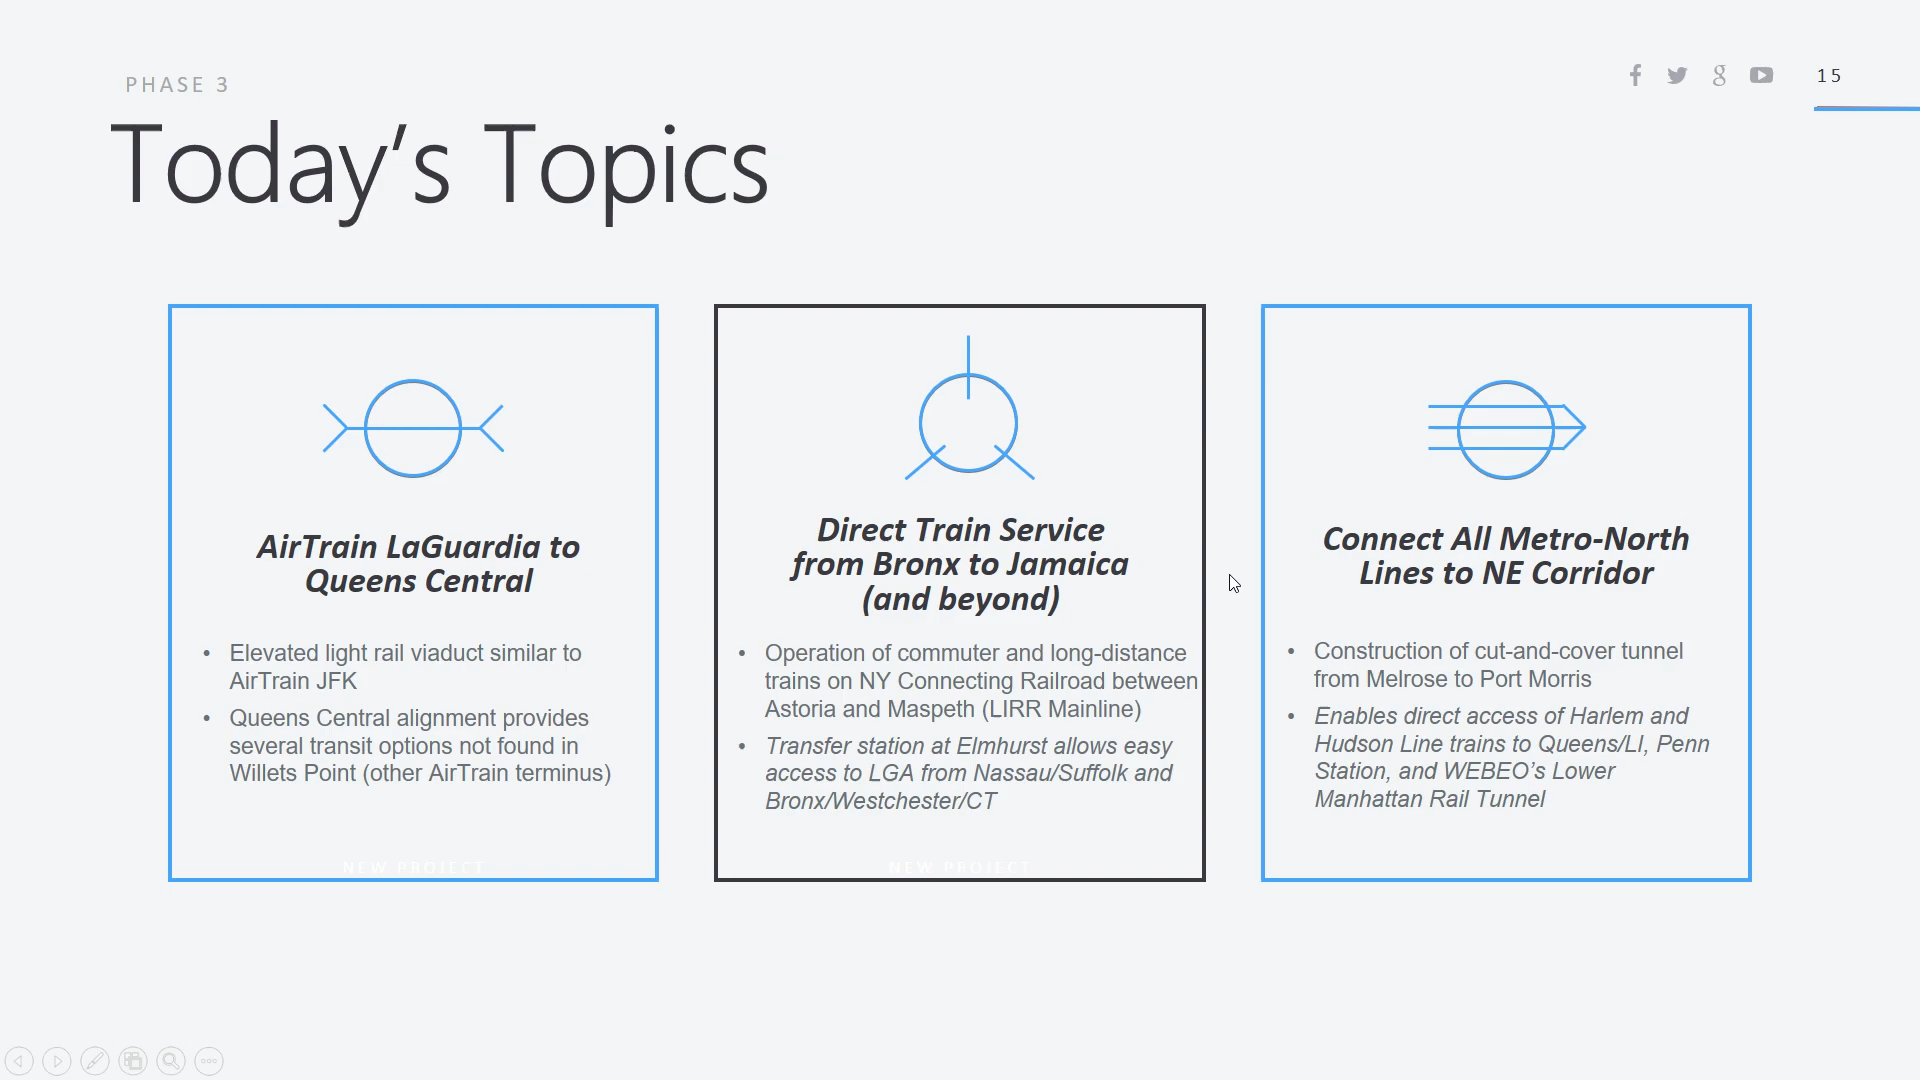 PHASE 3
15
Today's Topics
AirTrain LaGuardia to
Queens Central
• Elevated light rail viaduct similar to
AirTrain JFK
• Queens Central alignment provides
several transit options not found in
Willets Point (other AirTrain terminus)
NEW PROJECT
Direct Train Service
from Bronx to Jamaica
(and beyond)
• Operation of commuter and long-distance
trains on NY Connecting Railroad between
Astoria and Maspeth (LIRR Mainline)
• Transfer station at Elmhurst allows easy
access to LGA from Nassau/Suffolk and
Bronx/Westchester/CT
NEW PROJECT
Connect All Metro-North
Lines to NE Corridor
• Construction of cut-and-cover tunnel
from Melrose to Port Morris
• Enables direct access of Harlem and
Hudson Line trains to Queens/LI, Penn
Station, and WEBEO's Lower
Manhattan Rail Tunnel